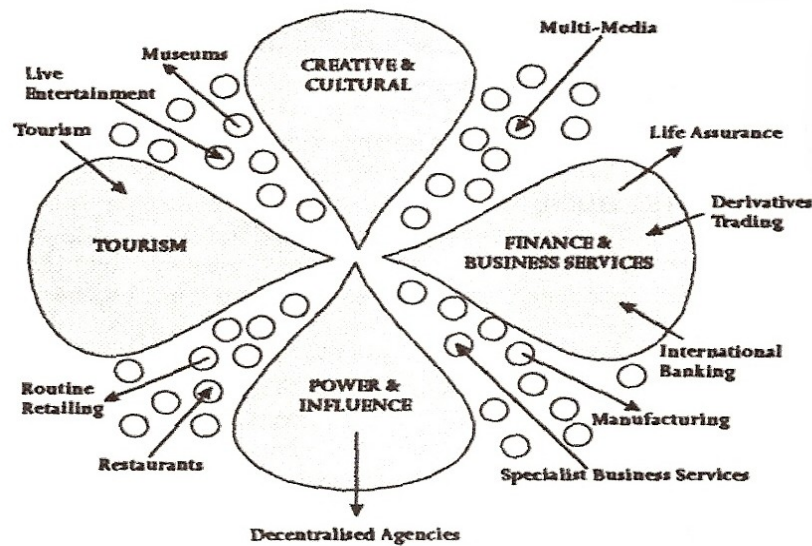 Museums
Multi-Media
CREATIVE &
CULTURAL
Live
Entertainment
Tourism
Life Assurance
Derivatives
Trading
TOURISM
FINANCE &
BUSINESS SERVICES
International
Banking
Routine
Retailing
POWER &
INFLUENCE
Manufacturing
Restaurants
Specialist Business Services
Decentralised Agencies